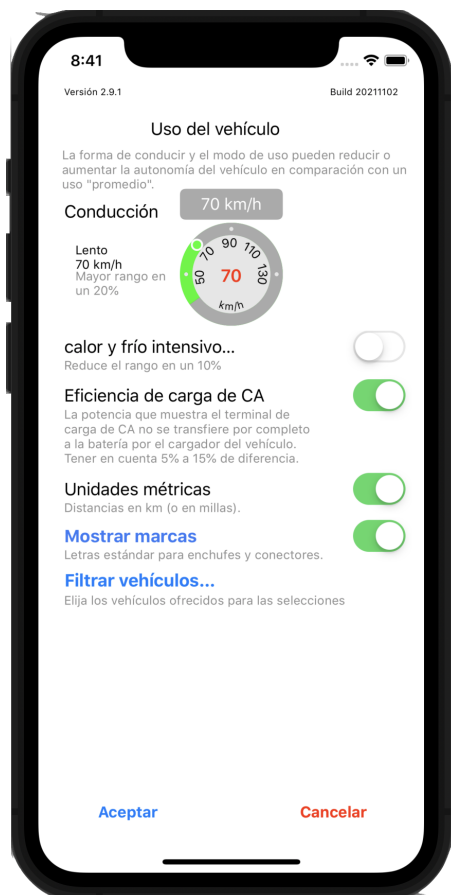 8:41
Versión 2.9.1
Build 20211102
Uso del vehículo
La forma de conducir y el modo de uso pueden reducir o
aumentar la autonomía del vehículo en comparación con un
uso "promedio".
Conducción
70 km/h
Lento
70 km/h
Mayor rango en
un 20%
50
70
90
110
130
70
km/h
calor y frío intensivo...
Reduce el rango en un 10%
Eficiencia de carga de CA
La potencia que muestra el terminal de
carga de CA no se transfiere por completo
a la batería por el cargador del vehículo.
Tener en cuenta 5% a 15% de diferencia.
Unidades métricas
Distancias en km (o en millas).
Mostrar marcas
Letras estándar para enchufes y conectores.
Filtrar vehículos...
Elija los vehículos ofrecidos para las selecciones
Aceptar
Cancelar